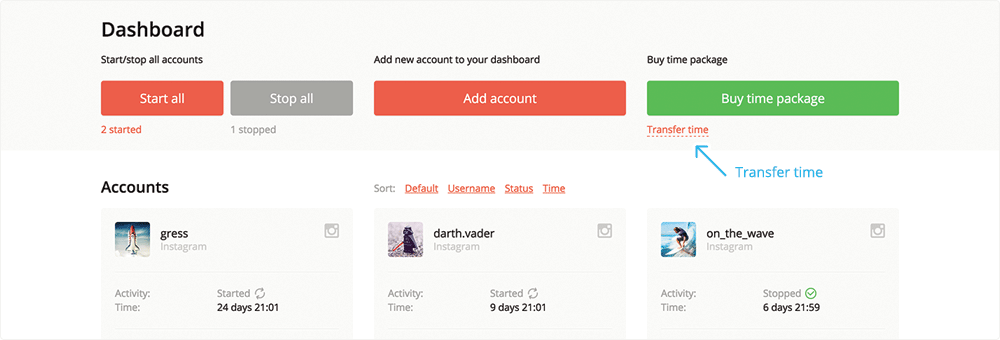 Dashboard
Start/stop all accounts
Add new account to your dashboard
Buy time package
Start all
Stop all
Add account
Buy time package
2 started
1 stopped
Transfer time
Transfer time
Accounts
Sort: Default Username Status Time
gress
Instagram
darth.vader
Instagram
on_the_wave
Instagram
Activity: Started
Time: 24 days 21:01
Activity: Started
Time: 9 days 21:01
Activity: Stopped
Time: 6 days 21:59